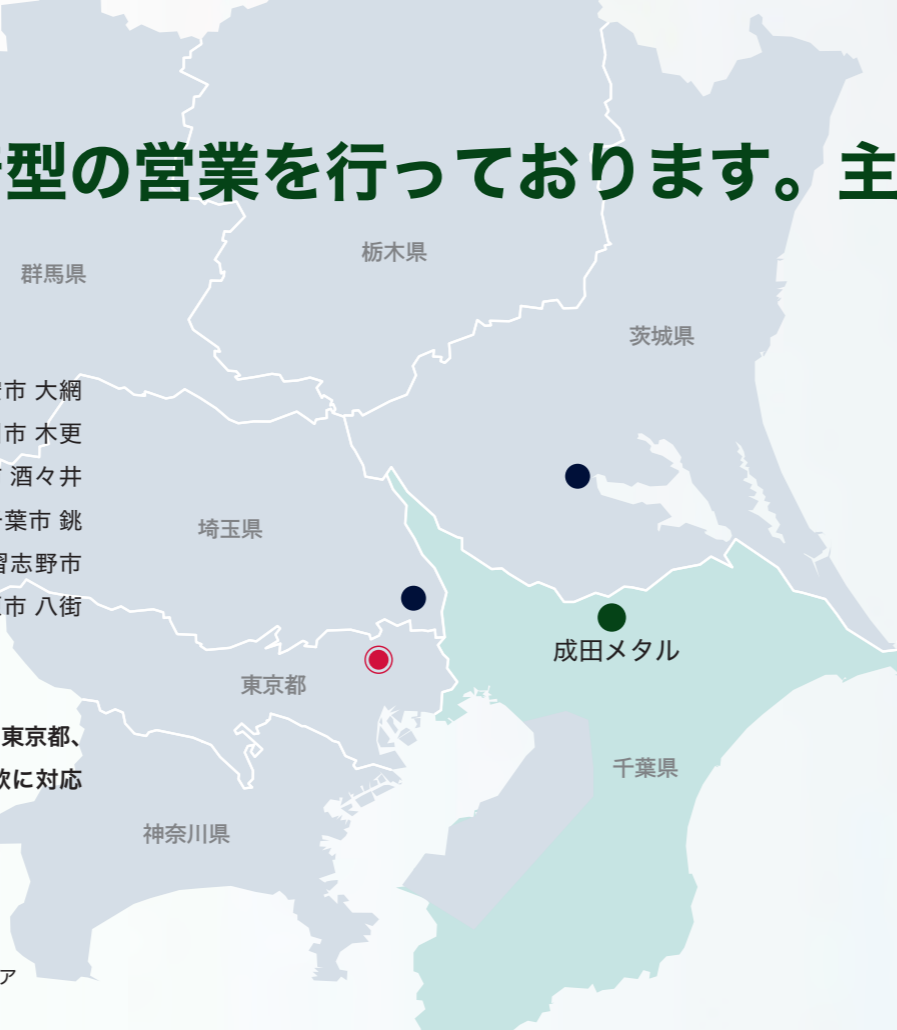 型の営業を行っております。主
栃木県
群馬県
茨城県
市 大網
市 木更
酒々井
葉市 銚
埼玉県
習志野市
市 八街
成田メタル
東京都
東京都、
千葉県
に対応
神奈川県
ア